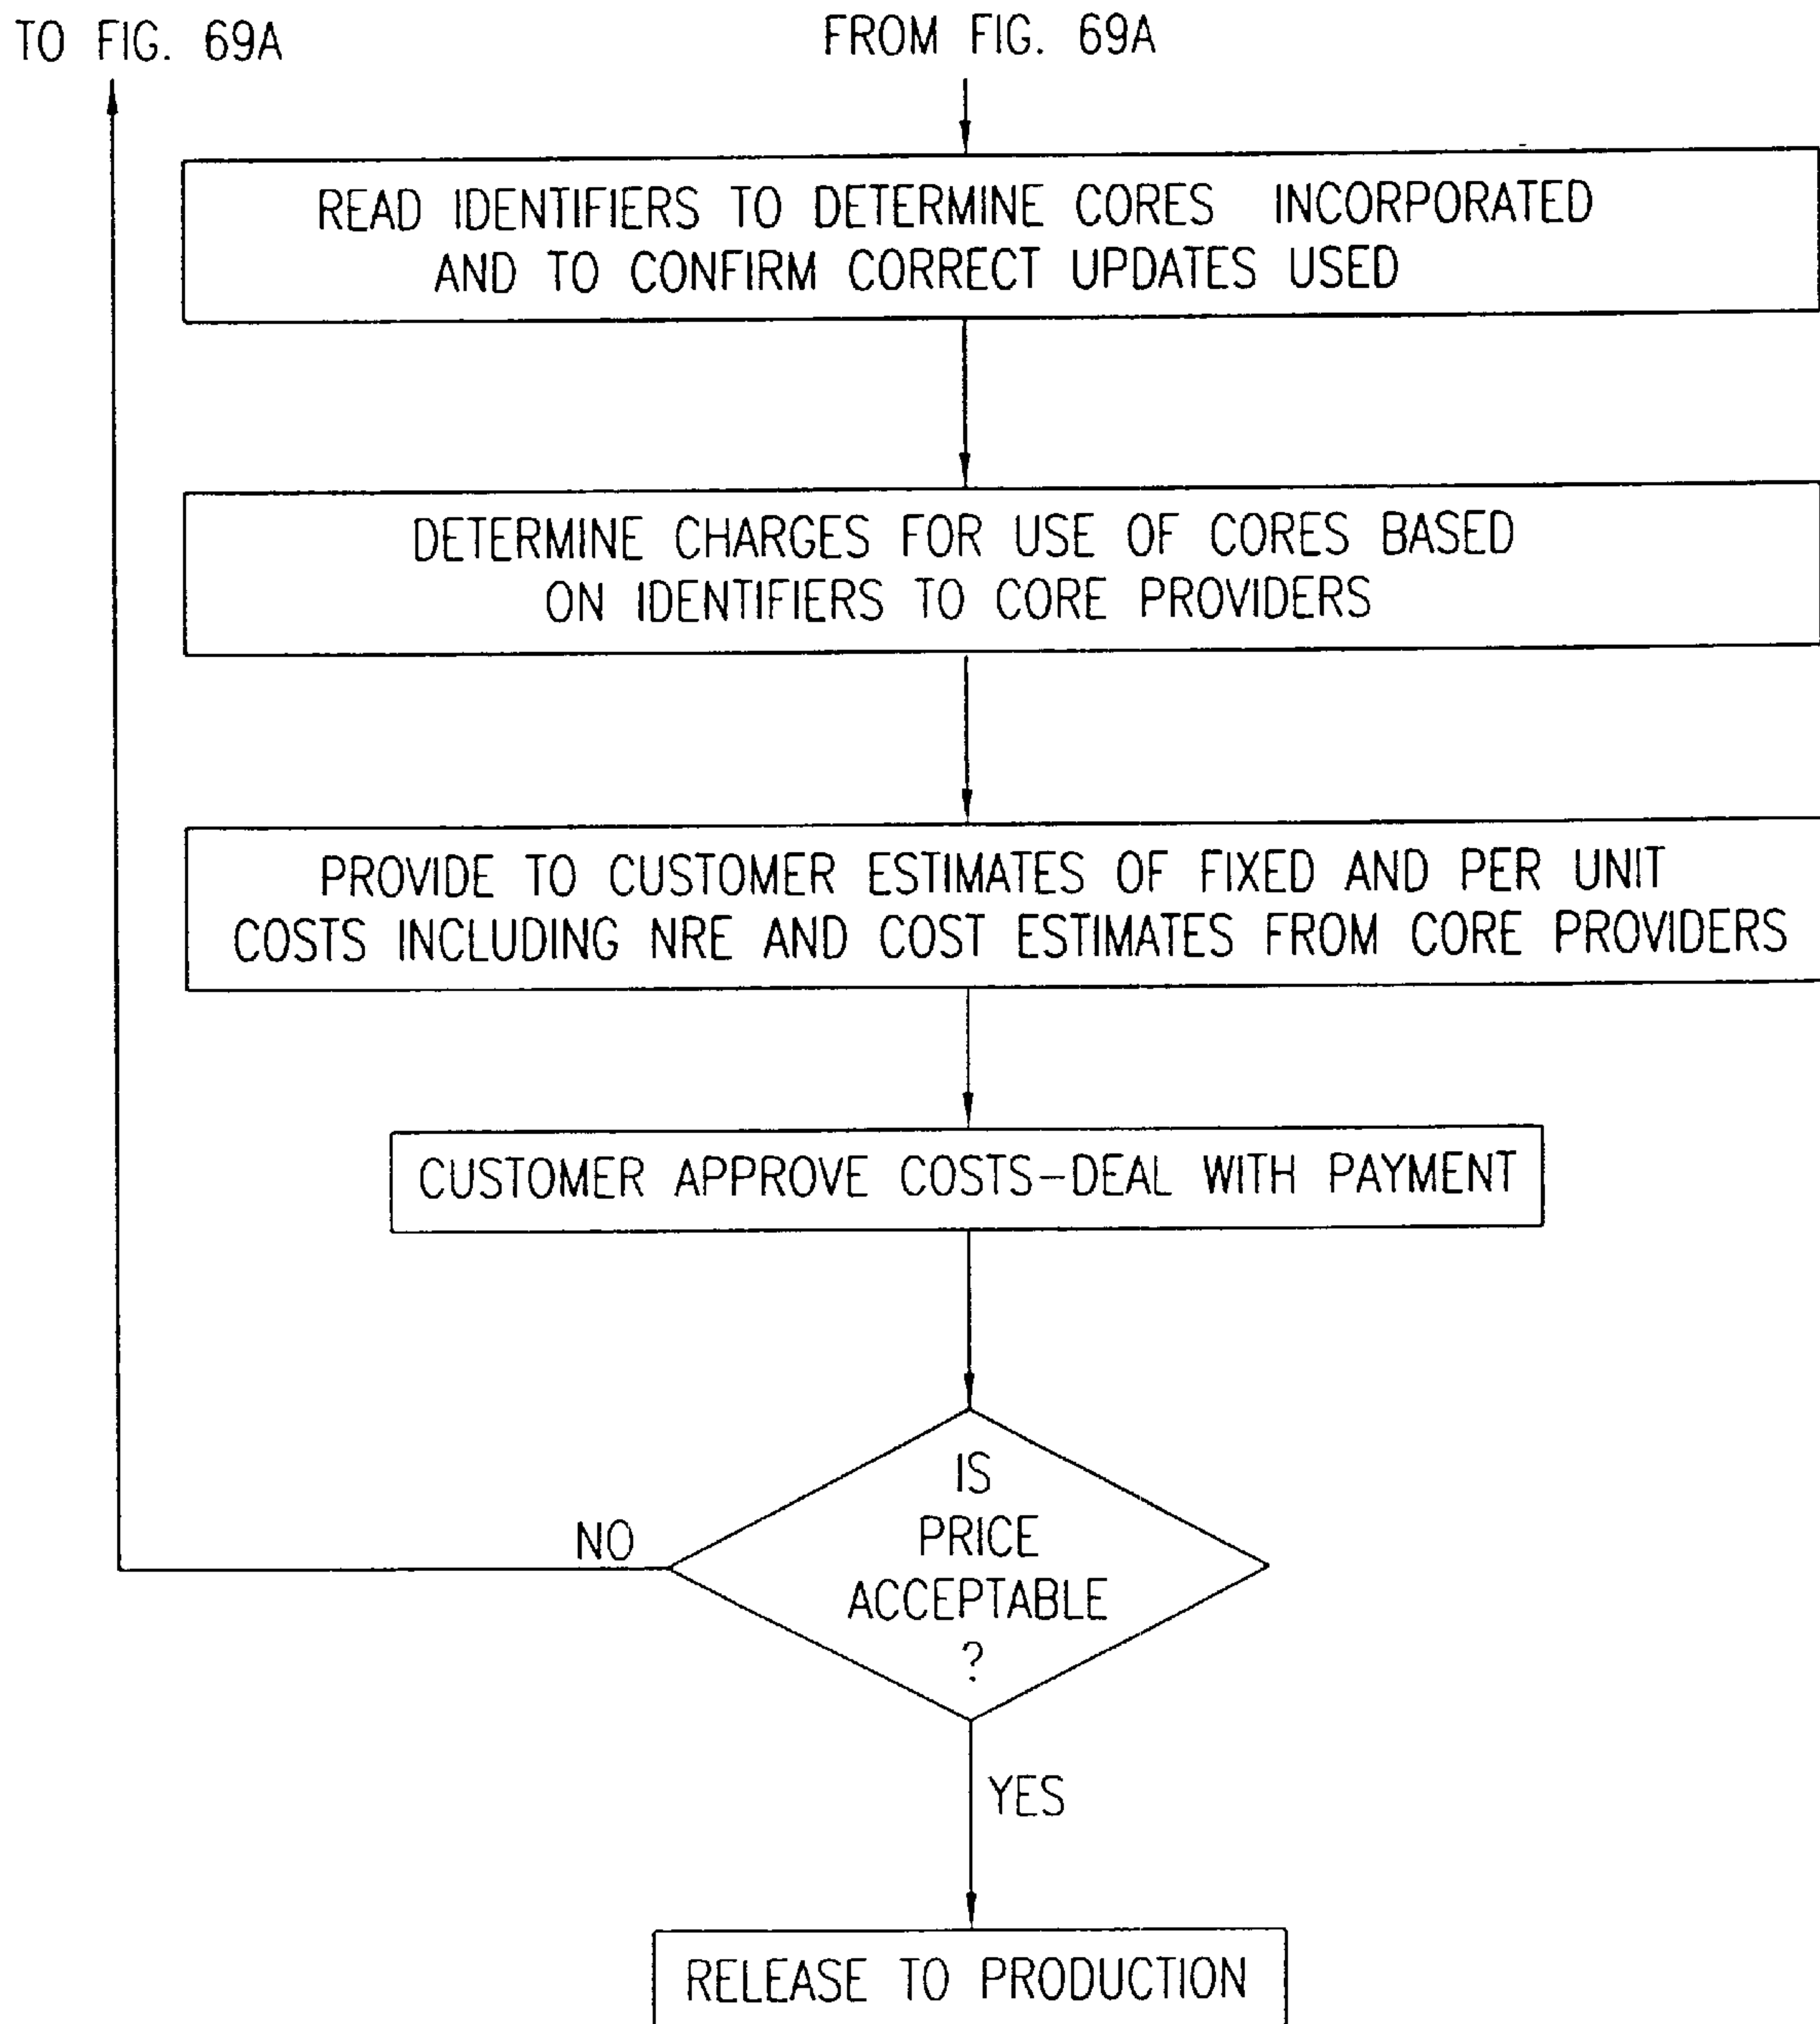 TO FIG. 69A
FROM FIG. 69A
READ IDENTIFIERS TO DETERMINE CORES INCORPORATED
AND TO CONFIRM CORRECT UPDATES USED
DETERMINE CHARGES FOR USE OF CORES BASED
ON IDENTIFIERS TO CORE PROVIDERS
PROVIDE TO CUSTOMER ESTIMATES OF FIXED AND PER UNIT
COSTS INCLUDING NRE AND COST ESTIMATES FROM CORE PROVIDERS
CUSTOMER APPROVE COSTS-DEAL WITH PAYMENT
IS
PRICE
ACCEPTABLE
?
NO
YES
RELEASE TO PRODUCTION